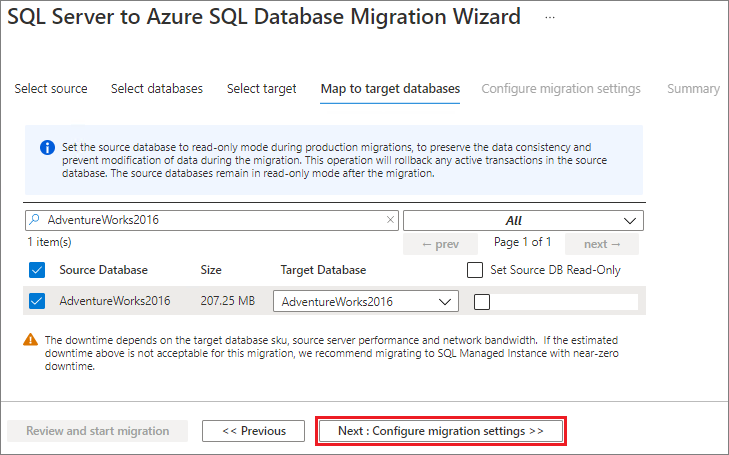 SQL Server to Azure SQL Database Migration Wizard ...
Select source Select databases Select target Map to target databases Configure migration settings Summary
Set the source database to read-only mode during production migrations, to preserve the data consistency and
prevent modification of data during the migration. This operation will rollback any active transactions in the source
database. The source databases remain in read-only mode after the migration.
AdventureWorks2016 All
1 item(s) ← prev Page 1 of 1 next →
Source Database Size Target Database Set Source DB Read-Only
AdventureWorks2016 207.25 MB AdventureWorks2016
The downtime depends on the target database sku, source server performance and network bandwidth. If the estimated
downtime above is not acceptable for this migration, we recommend migrating to SQL Managed Instance with near-zero
downtime.
Review and start migration << Previous Next : Configure migration settings >>